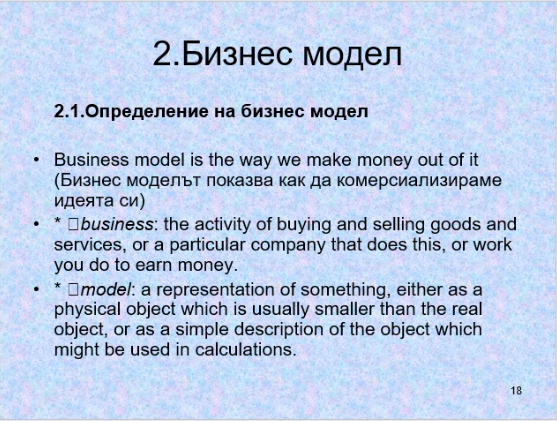 2.Бизнес модел
2.1.Определение на бизнес модел
• Business model is the way we make money out of it
(Бизнес моделът показва как да комерсиализираме
идеята си)
• * □business: the activity of buying and selling goods and
services, or a particular company that does this, or work
you do to earn money.
• * □model: a representation of something, either as a
physical object which is usually smaller than the real
object, or as a simple description of the object which
might be used in calculations.
18